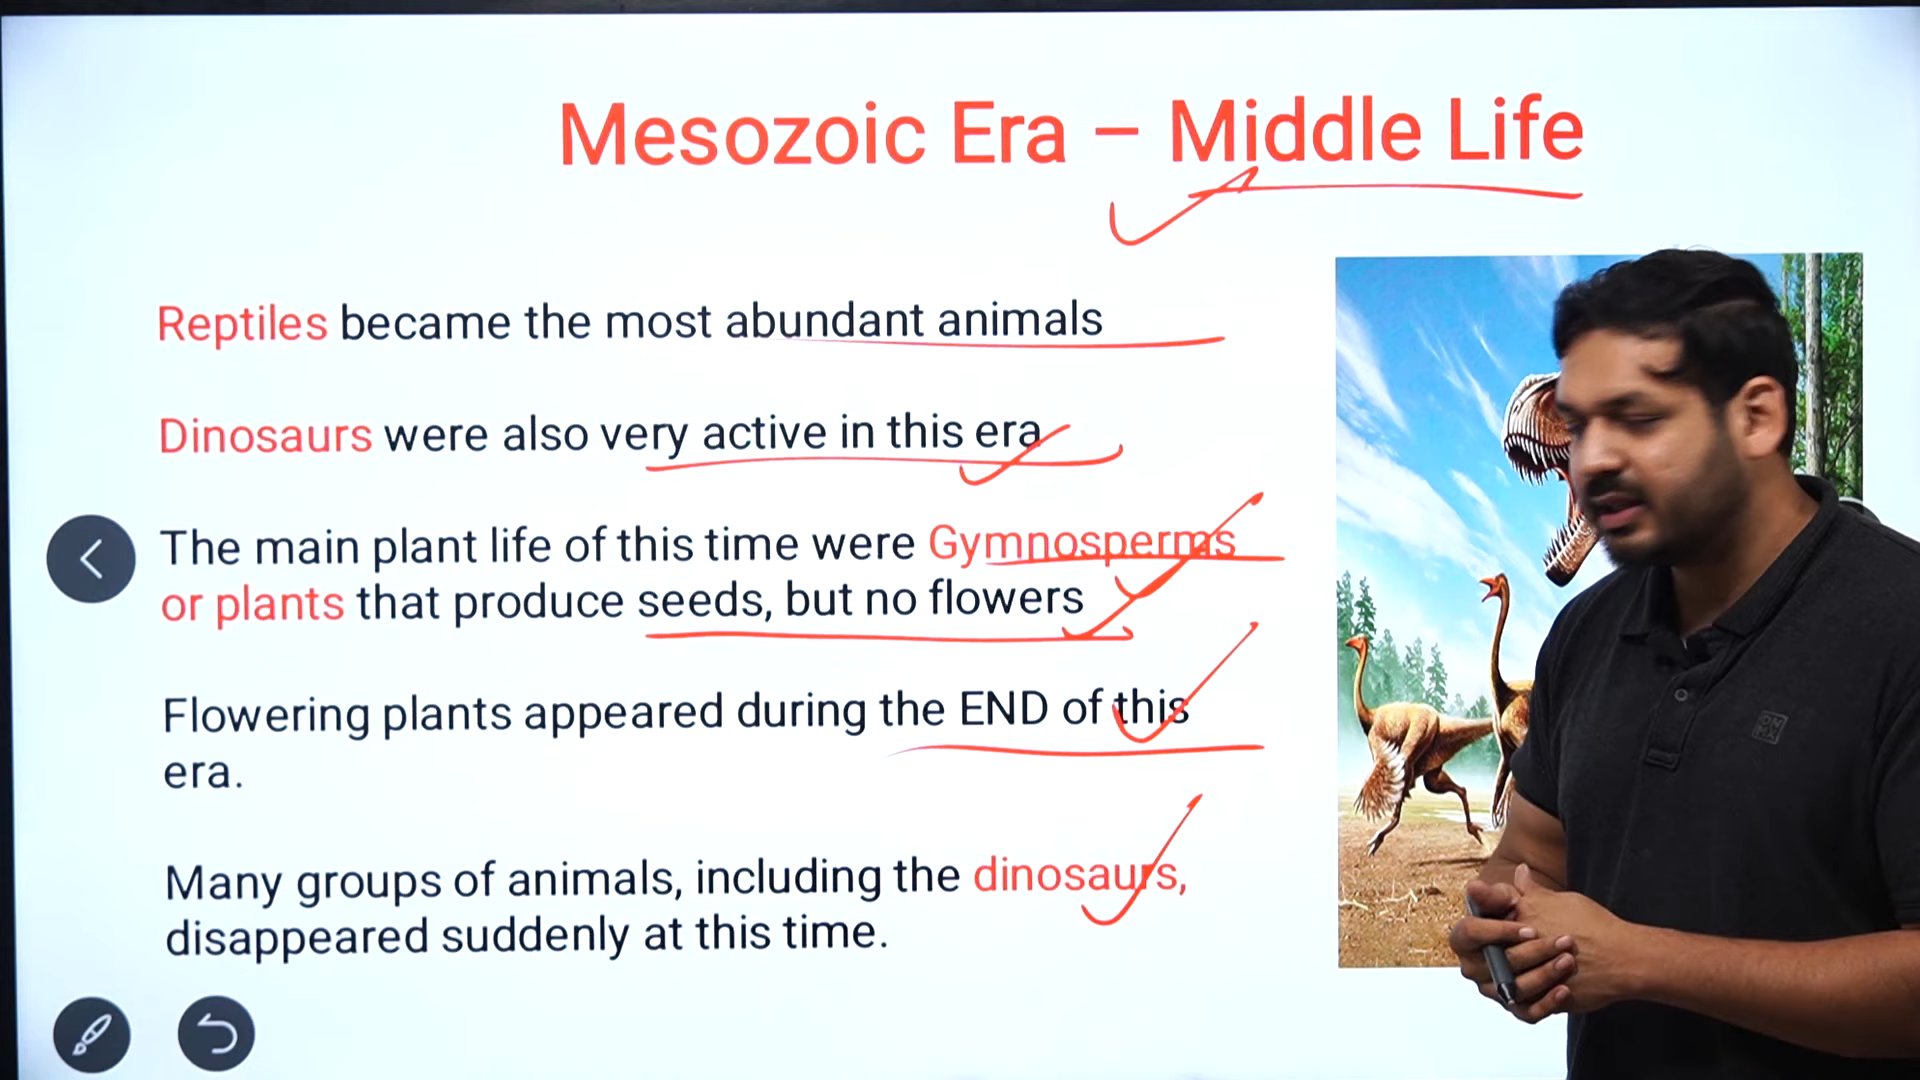 Mesozoic Era – Middle Life
Reptiles became the most abundant animals
Dinosaurs were also very active in this era
The main plant life of this time were Gymnosperms
or plants that produce seeds, but no flowers
Flowering plants appeared during the END of this
era.
Many groups of animals, including the dinosaurs,
disappeared suddenly at this time.